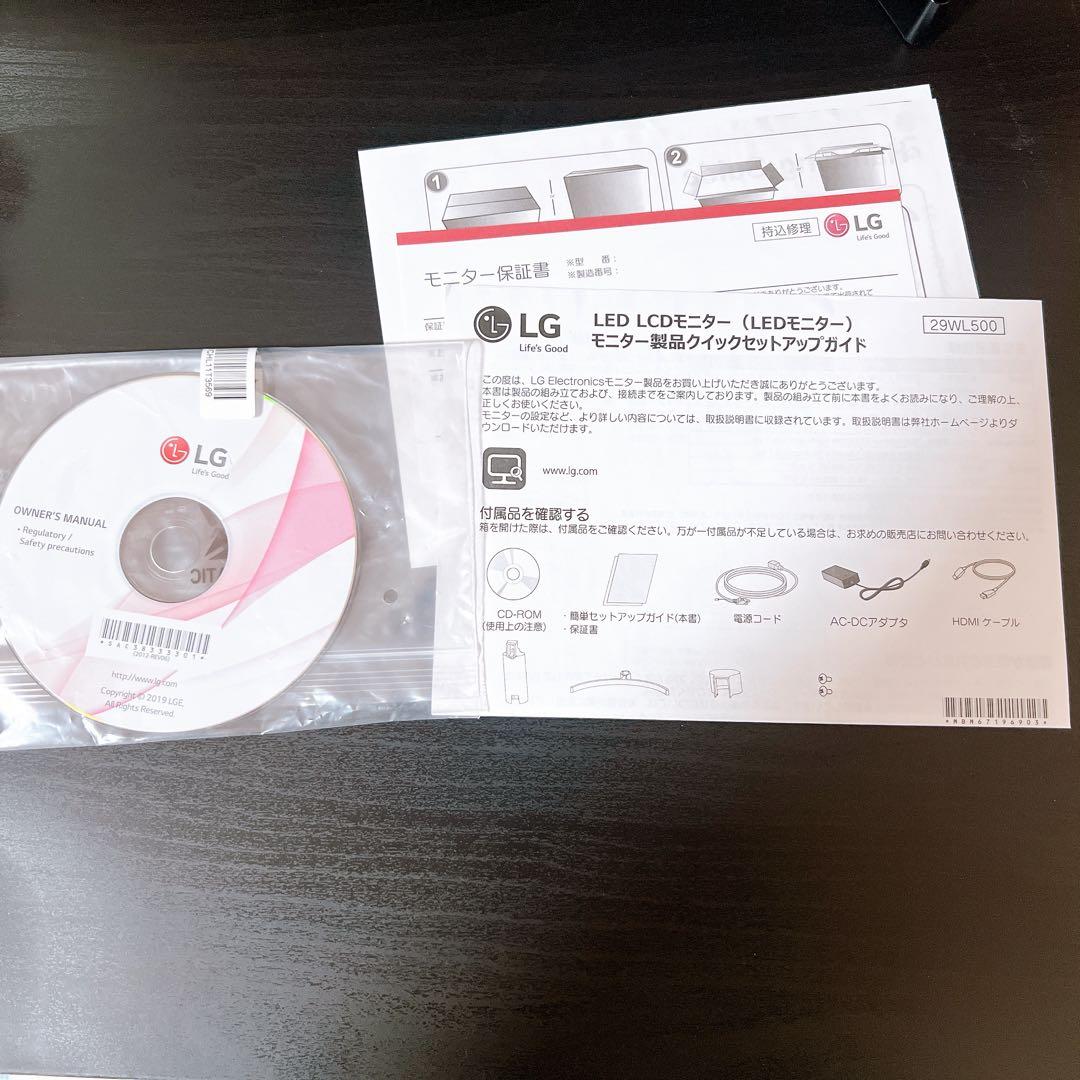 1
2
持込修理
LG
Life's Good
モニター保証書
※型 番：
※製造番号：
LG
Life's Good
LED LCDモニター（LEDモニター）
モニター製品クイックセットアップガイド
29WL500
この度は、LG Electronicsモニター製品をお買い上げいただき誠にありがとうございます。
本書は製品の組み立ておよび、接続までをご案内しております。製品の組み立て前に本書をよくお読みになり、ご理解の上、
正しくお使いください。
モニターの設定など、より詳しい内容については、取扱説明書に収録されています。取扱説明書は弊社ホームページよりダ
ウンロードいただけます。
www.lg.com
付属品を確認する
箱を開けた際は、付属品をご確認ください。万が一付属品が不足している場合は、お求めの販売店にお問い合わせください。
CD-ROM
(使用上の注意)
・簡単セットアップガイド(本書)
・保証書
電源コード
AC-DCアダプタ
HDMI ケーブル
*MBM67196903*
CHL11T3569
LG
Life's Good
OWNER'S MANUAL
• Regulatory /
Safety precautions
*SAC38333301*
(2012-REV06)
http://www.lg.com
Copyright © 2019 LGE,
All Rights Reserved.